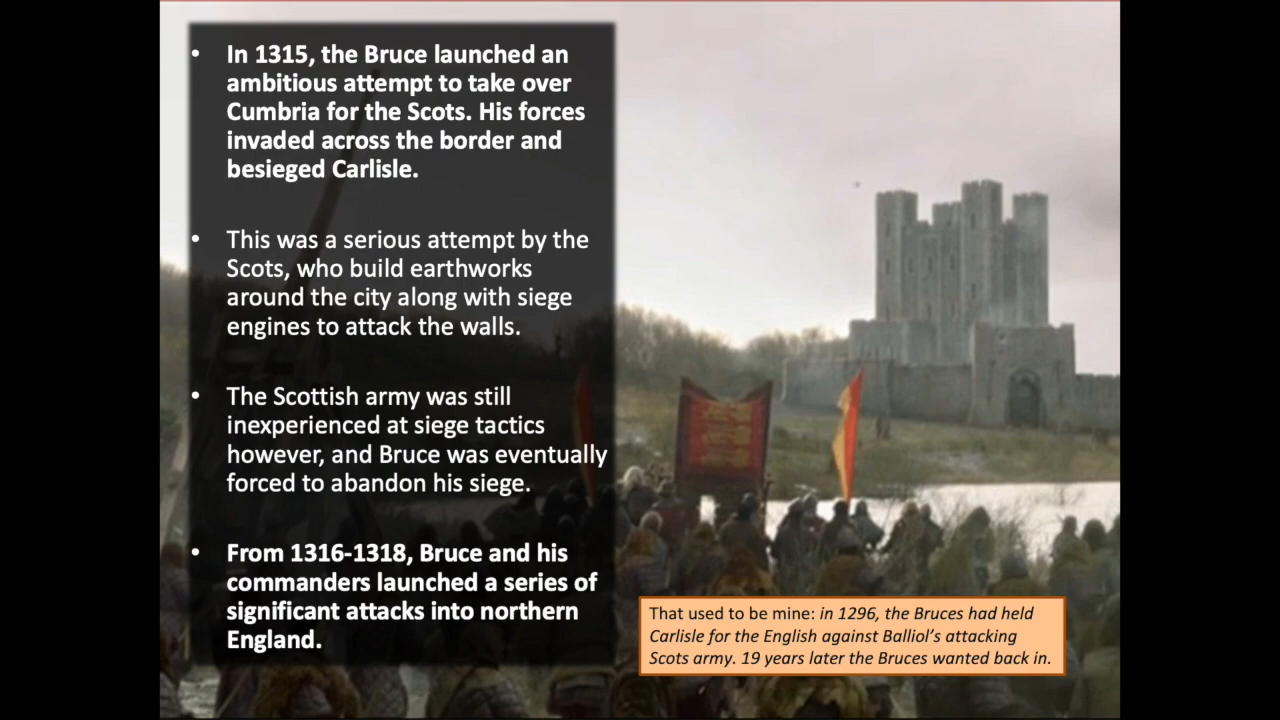 • In 1315, the Bruce launched an
ambitious attempt to take over
Cumbria for the Scots. His forces
invaded across the border and
besieged Carlisle.
• This was a serious attempt by the
Scots, who build earthworks
around the city along with siege
engines to attack the walls.
• The Scottish army was still
inexperienced at siege tactics
however, and Bruce was eventually
forced to abandon his siege.
• From 1316-1318, Bruce and his
commanders launched a series of
significant attacks into northern
England.
That used to be mine: in 1296, the Bruces had held
Carlisle for the English against Balliol’s attacking
Scots army. 19 years later the Bruces wanted back in.